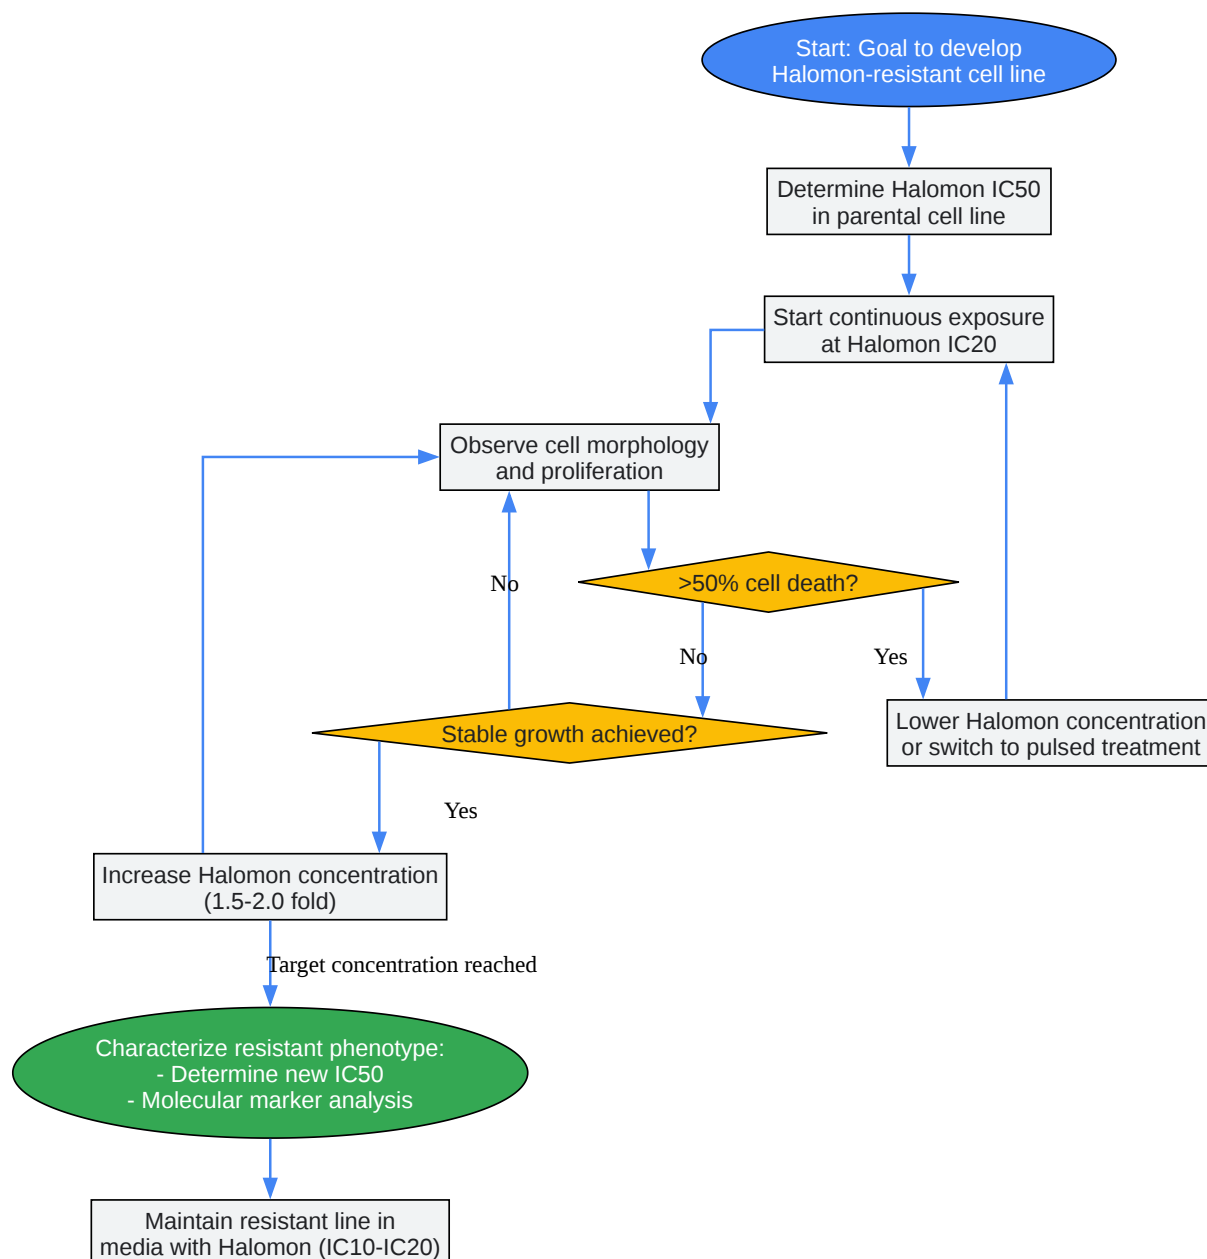 Start: Goal to develop
Halomon-resistant cell line
Determine Halomon IC50
in parental cell line
Start continuous exposure
at Halomon IC20
Observe cell morphology
and proliferation
>50% cell death?
No
No
Yes
Stable growth achieved?
Lower Halomon concentration
or switch to pulsed treatment
Yes
Increase Halomon concentration
(1.5-2.0 fold)
Target concentration reached
Characterize resistant phenotype:
- Determine new IC50
- Molecular marker analysis
Maintain resistant line in
media with Halomon (IC10-IC20)